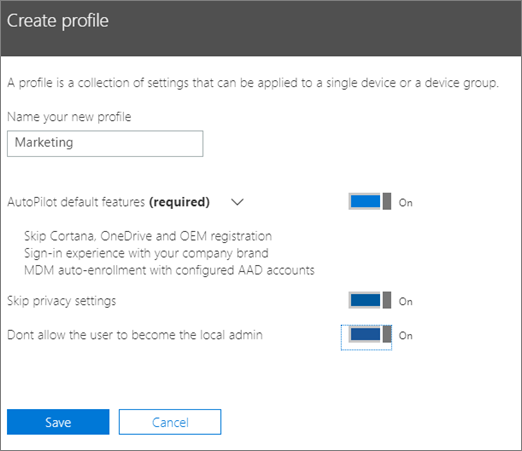 Create profile
A profile is a collection of settings that can be applied to a single device or a device group.
Name your new profile
Marketing
AutoPilot default features (required)
On
Skip Cortana, OneDrive and OEM registration
Sign-in experience with your company brand
MDM auto-enrollment with configured AAD accounts
Skip privacy settings
On
Dont allow the user to become the local admin
On
Save
Cancel